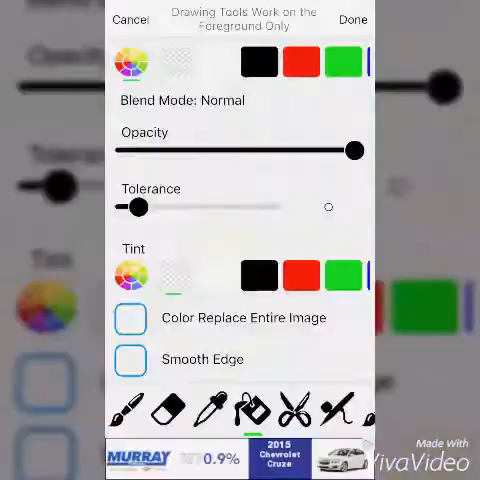 Drawing Tools Work on the
Cancel
Done
Foreground Only
Blend Mode: Normal
Opacity
Tolerance
Tint
Color Replace Entire Image
Smooth Edge
MURRAY
0.9%
2015
Chevrolet
Cruze
Made With
VivaVideo